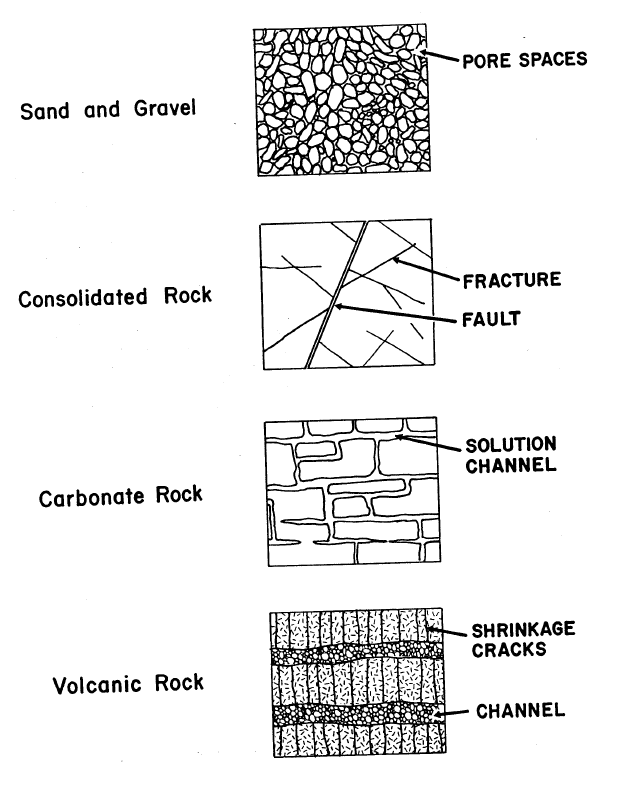 PORE SPACES
Sand and Gravel
FRACTURE
Consolidated Rock
FAULT
SOLUTION
CHANNEL
Carbonate Rock
SHRINKAGE
CRACKS
Volcanic Rock
CHANNEL